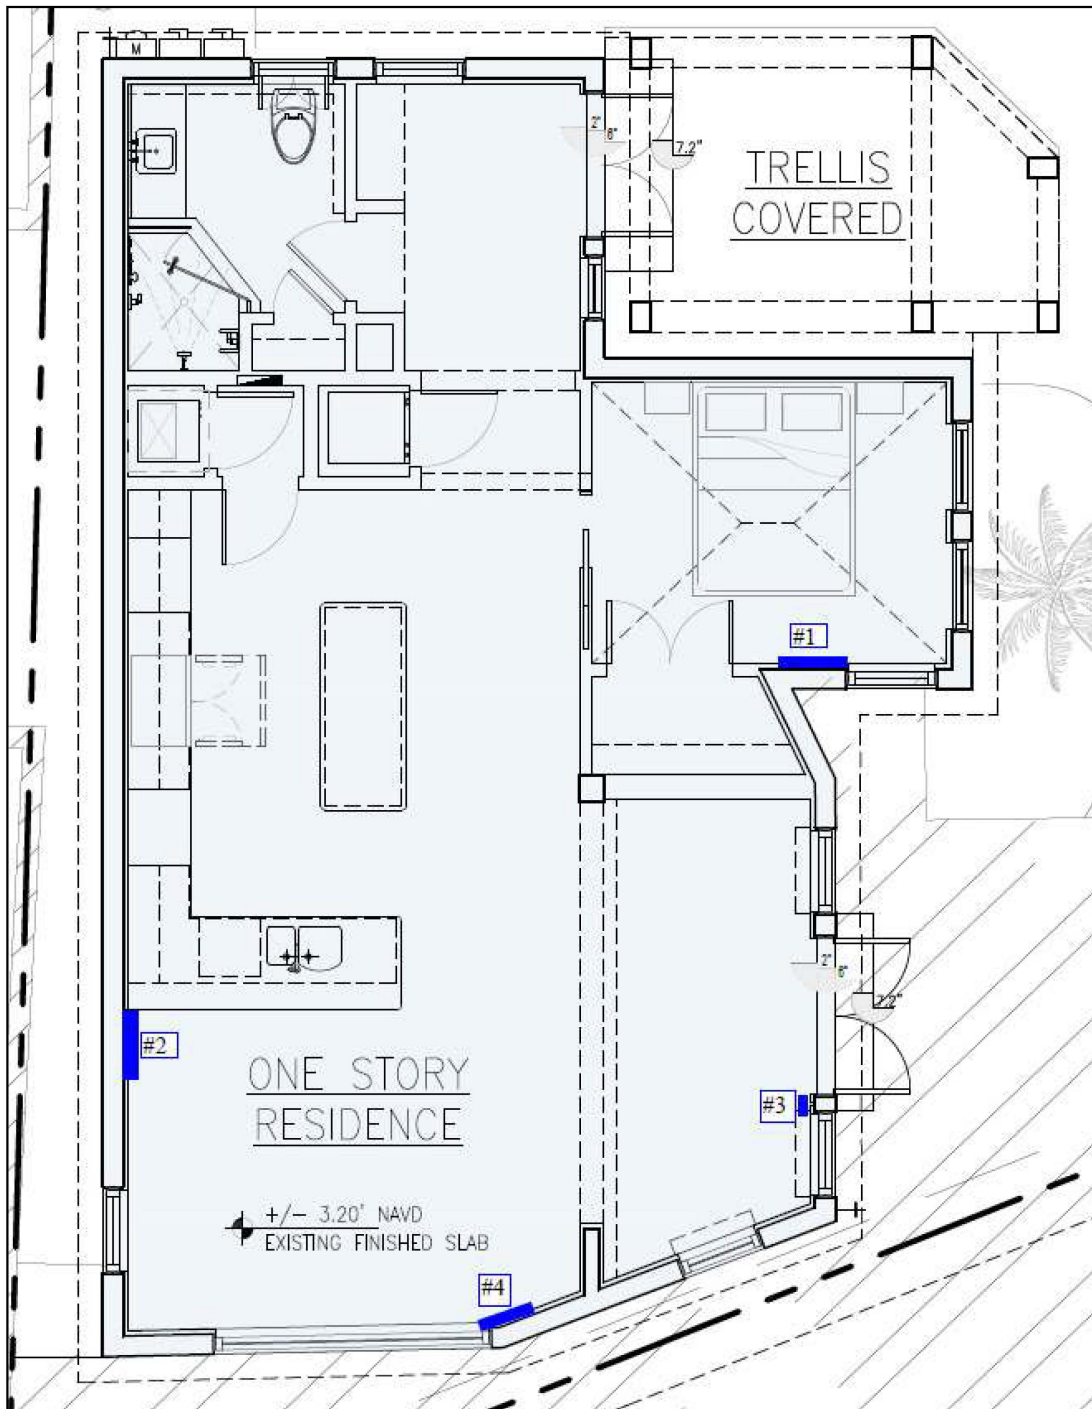 M
2"
6"
7.2"
TRELLIS
COVERED
#1
2"
6"
7.2"
#2
ONE STORY
RESIDENCE
#3
+/- 3.20' NAVD
EXISTING FINISHED SLAB
#4